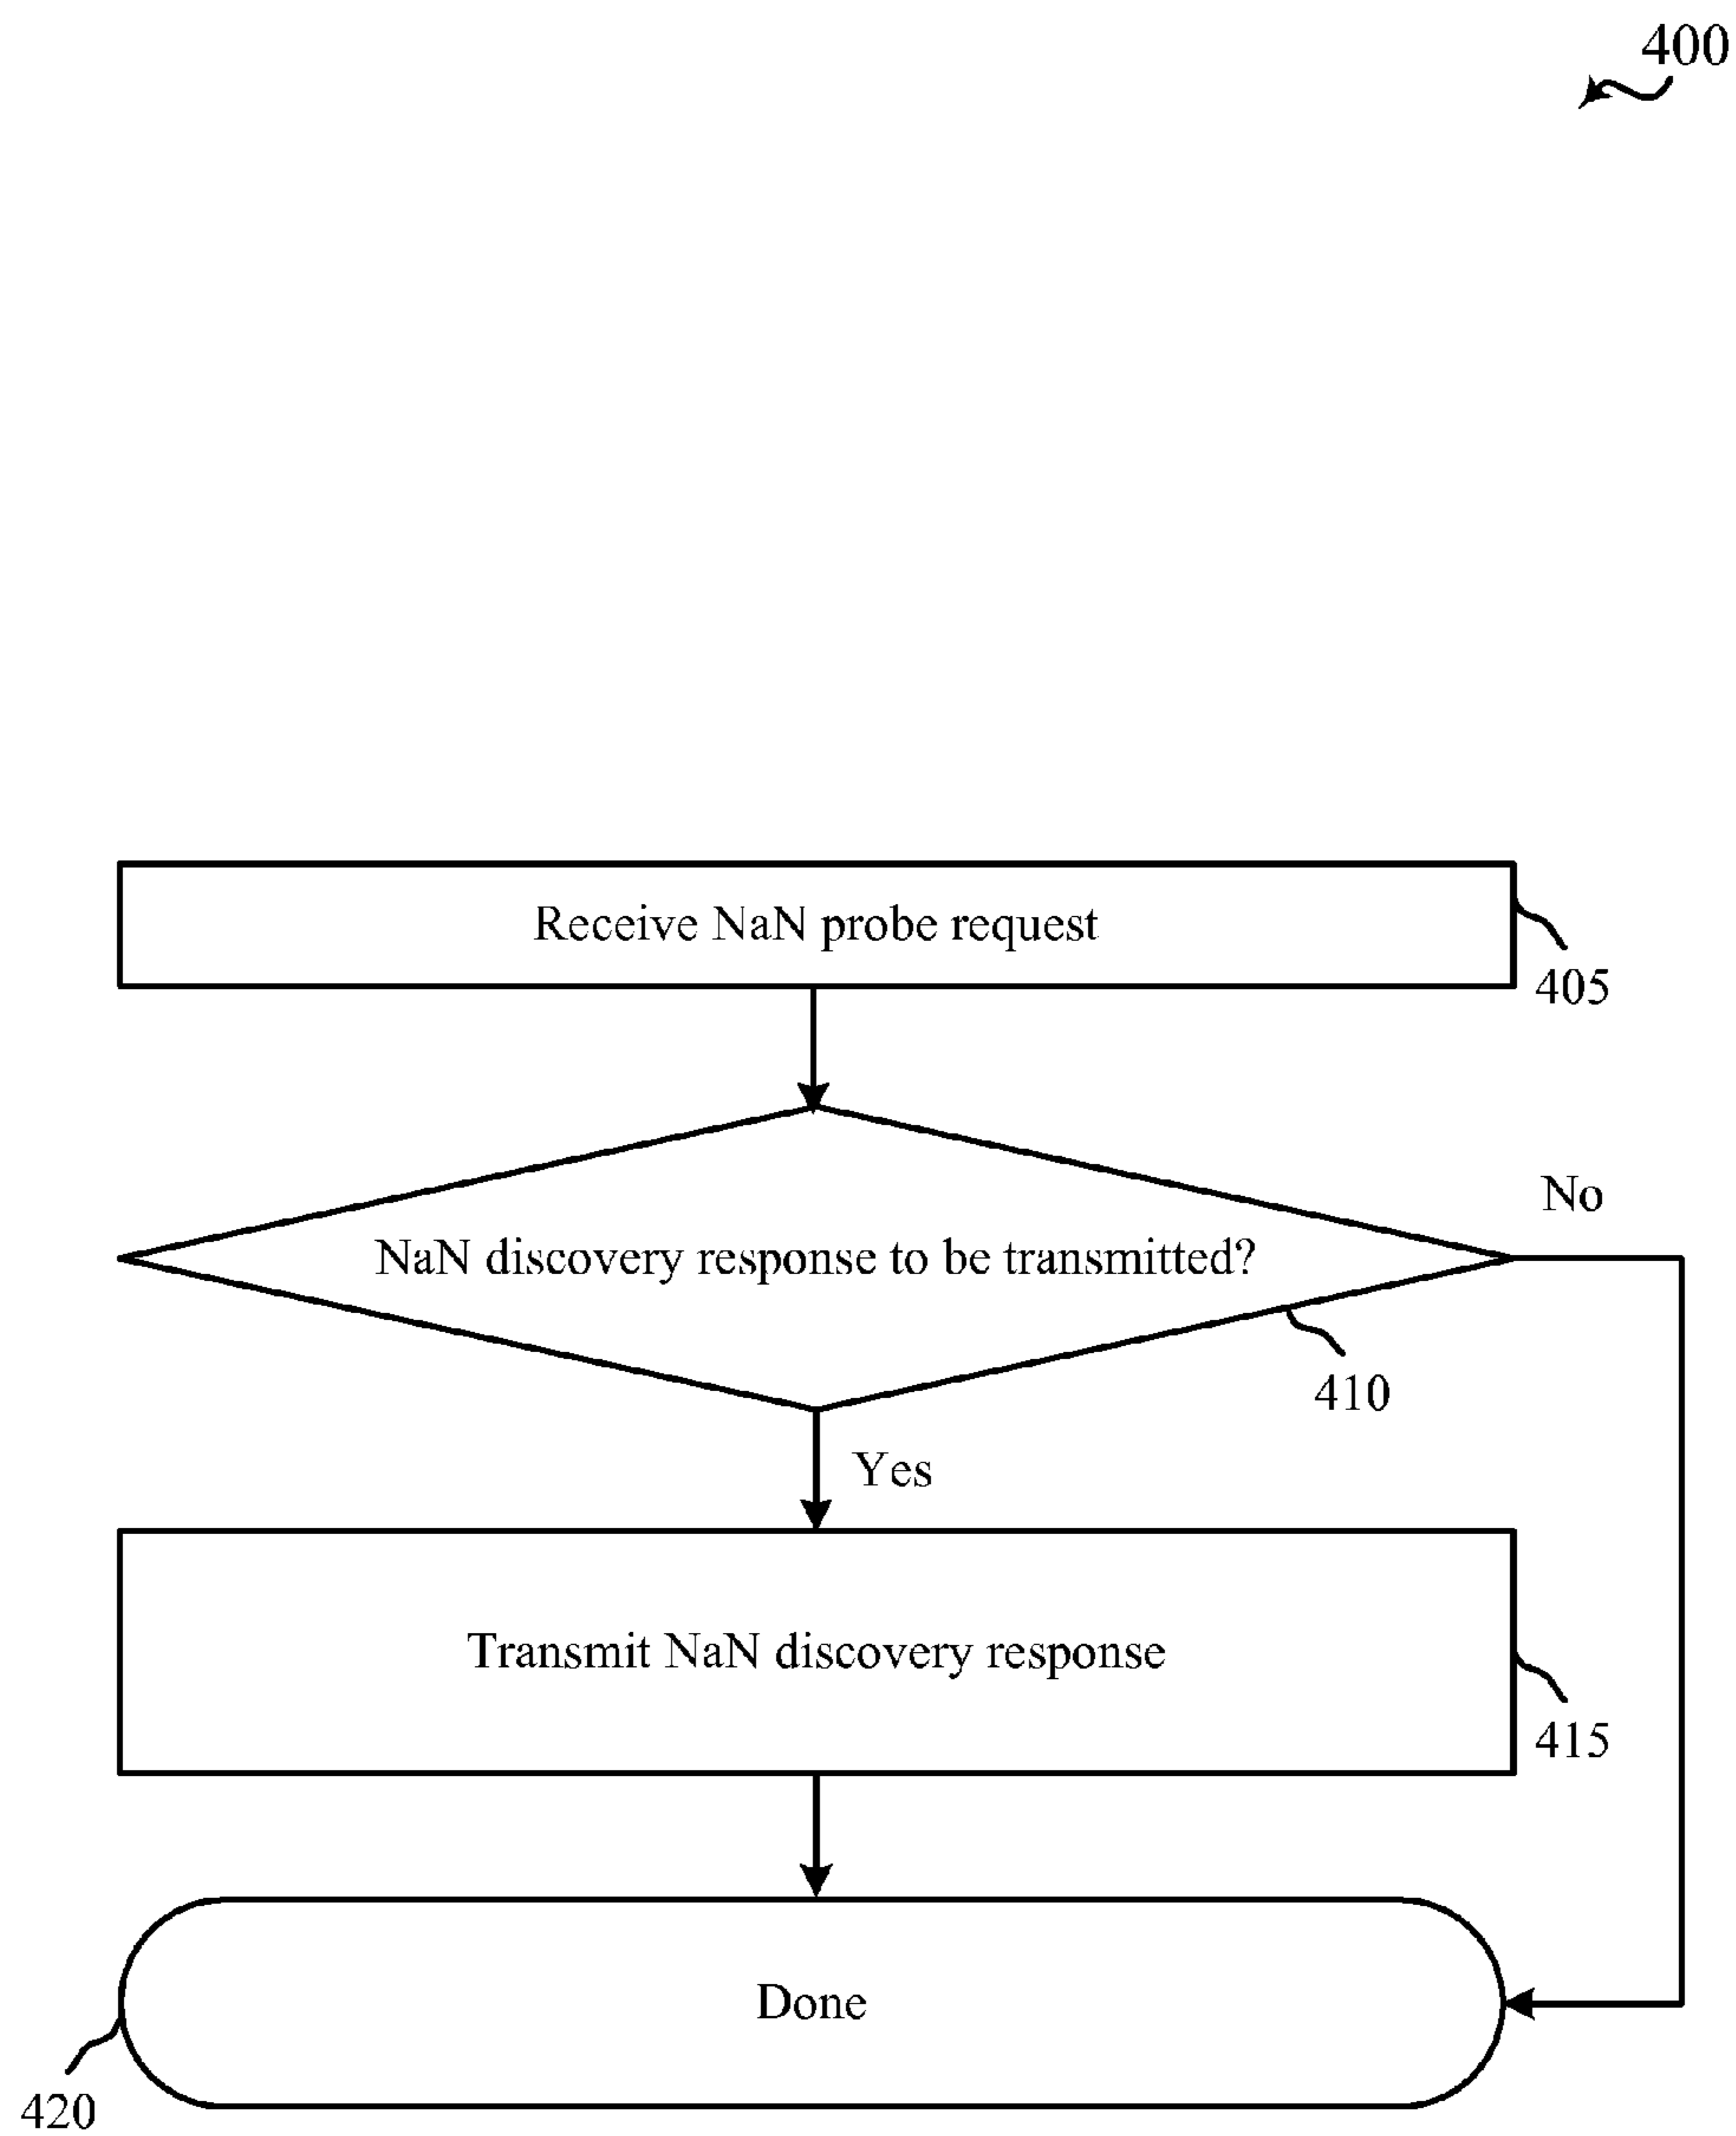 400
Receive NaN probe request
405
No
NaN discovery response to be transmitted?
410
Yes
Transmit NaN discovery response
415
Done
420